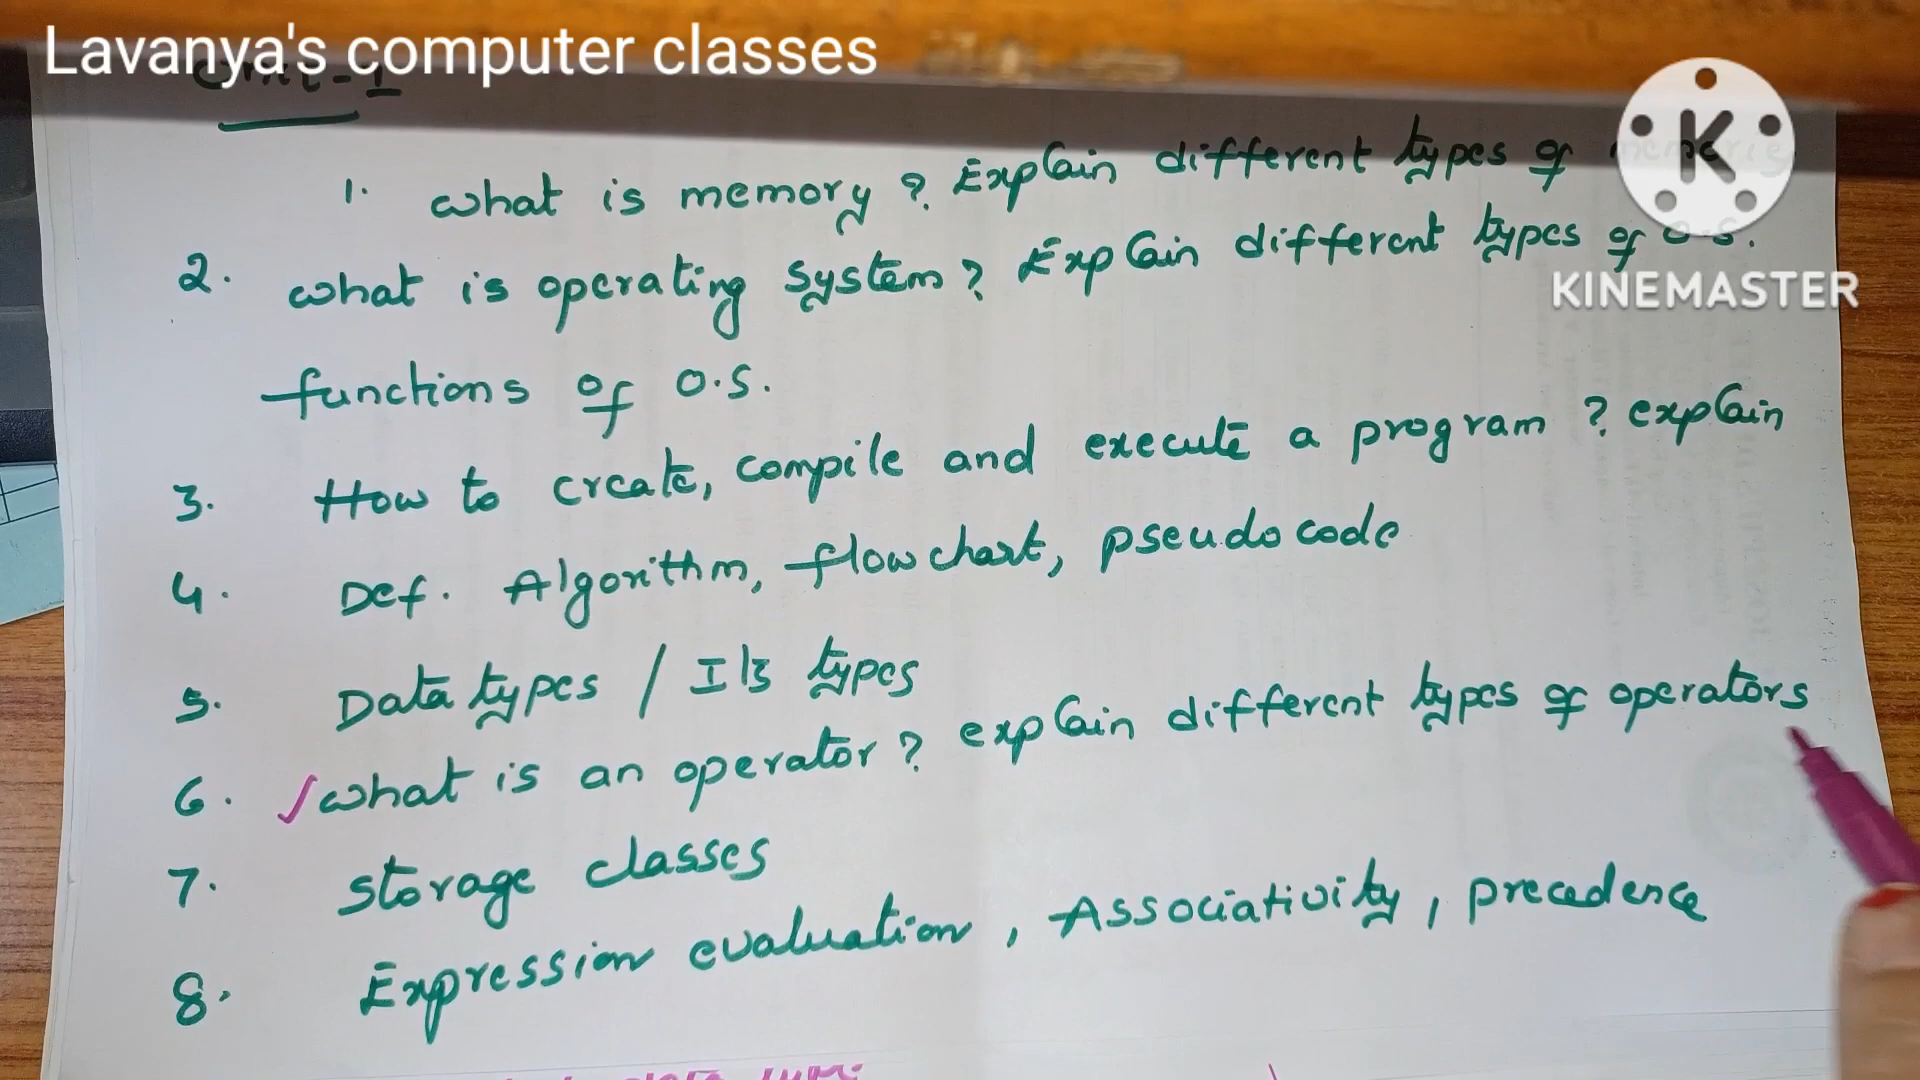 Lavanya's computer classes
Unit-1
1. What is memory? Explain different types of
2. What is operating system? Explain different types of O.S.
functions of O.S.
3. How to create, compile and execute a program? explain
4. Def. Algorithm, flowchart, pseudocode
5. Data types / I/3 types
6. ✓ What is an operator? explain different types of operators
7. storage classes
8. Expression evaluation, Associativity, precedence
K
KINEMASTER